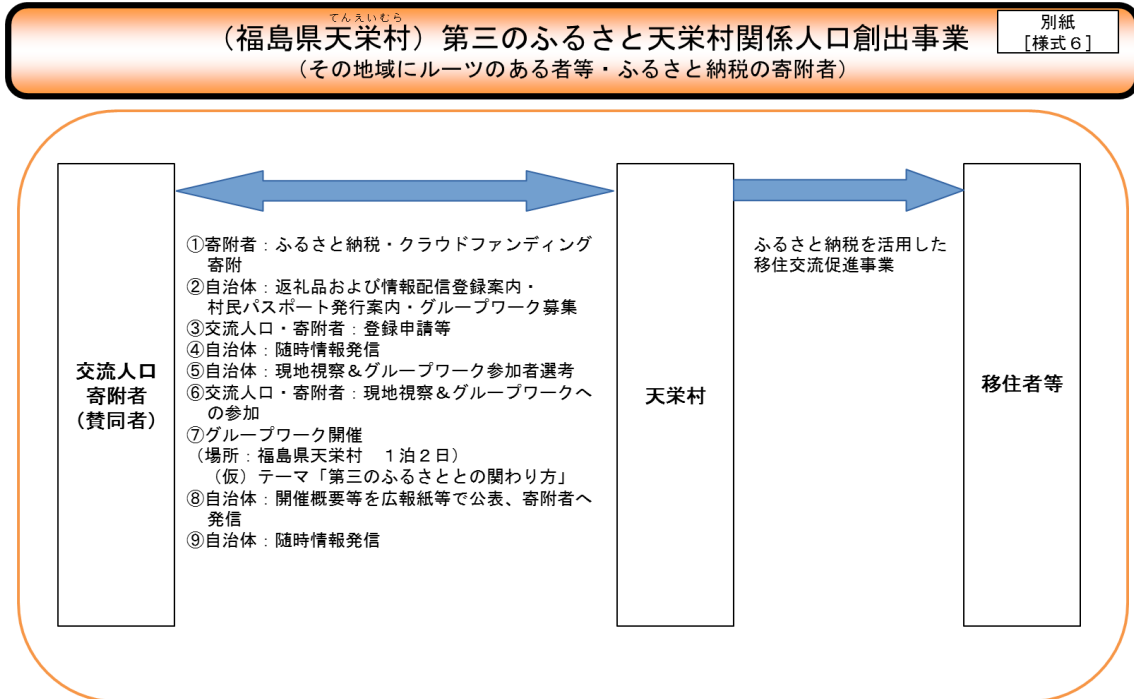 てんえいむら
(福島県天栄村)第三のふるさと天栄村関係人口創出事業
(その地域にルーツのある者等・ふるさと納税の寄附者)
別紙
[様式6]
交流人口
寄附者
(賛同者)
①寄附者:ふるさと納税・クラウドファンディング
寄附
②自治体:返礼品および情報配信登録案内・
村民パスポート発行案内・グループワーク募集
③交流人口・寄附者:登録申請等
④自治体:随時情報発信
⑤自治体:現地視察&グループワーク参加者選考
⑥交流人口・寄附者:現地視察&グループワークへ
の参加
⑦グループワーク開催
(場所:福島県天栄村 1泊2日)
(仮)テーマ「第三のふるさととの関わり方」
⑧自治体:開催概要等を広報紙等で公表、寄附者へ
発信
⑨自治体:随時情報発信
天栄村
ふるさと納税を活用した
移住交流促進事業
移住者等